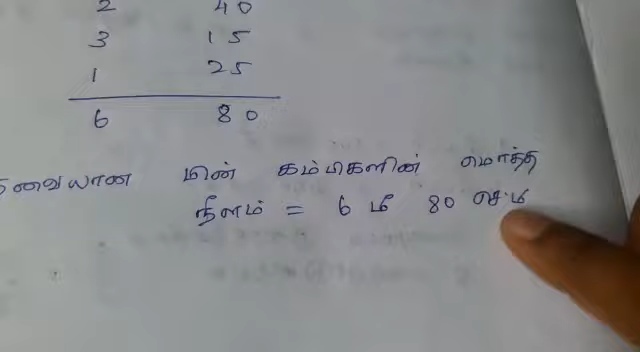 2 40
3 15
1 25
6 80
மின் கம்பிகளின் மொத்த
நீளம் = 6 மீ 80 செ.மீ